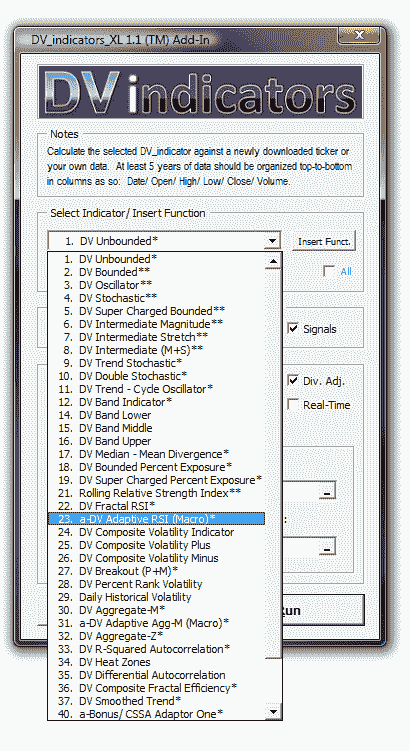 DV_indicators_XL 1.1 (TM) Add-In
DVindicators
Notes
Calculate the selected DV_indicator against a newly downloaded ticker or
your own data. At least 5 years of data should be organized top-to-bottom
in columns as so: Date/ Open/ High/ Low/ Close/ Volume.
Select Indicator/ Insert Function
1. DV Unbounded*
Insert Funct.
1. DV Unbounded*
2. DV Bounded**
All
3. DV Oscillator**
4. DV Stochastic**
5. DV Super Charged Bounded**
6. DV Intermediate Magnitude**
Signals
7. DV Intermediate Stretch**
8. DV Intermediate (M+S)**
9. DV Trend Stochastic*
10. DV Double Stochastic*
Div. Adj.
11. DV Trend - Cycle Oscillator*
12. DV Band Indicator*
Real-Time
14. DV Band Lower
15. DV Band Middle
16. DV Band Upper
17. DV Median - Mean Divergence*
18. DV Bounded Percent Exposure*
19. DV Super Charged Percent Exposure*
21. Rolling Relative Strength Index**
22. DV Fractal RSI*
23. a-DV Adaptive RSI (Macro)*
24. DV Composite Volatility Indicator
25. DV Composite Volatility Plus
26. DV Composite Volatility Minus
27. DV Breakout (P+M)*
28. DV Percent Rank Volatility
29. Daily Historical Volatility
30. DV Aggregate-M*
31. a-DV Adaptive Agg-M (Macro)*
32. DV Aggregate-Z*
33. DV R-Squared Autocorrelation*
34. DV Heat Zones
35. DV Differential Autocorrelation
36. DV Composite Fractal Efficiency*
37. DV Smoothed Trend*
40. a-Bonus/ CSSA Adaptor One*